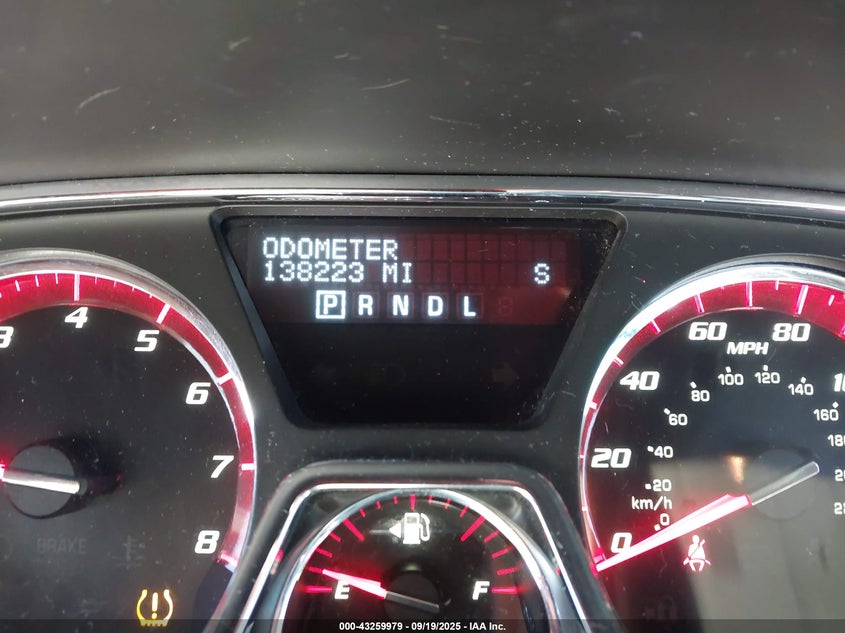 ODOMETER
138223 MI S
P R N D L
3 4 5 6 7 8
BRAKE
E F
0 20 40 60 80
MPH
km/h
0 20 40 60 80 100 120 140 160
000-43259979 - 09/19/2025 - IAA Inc.